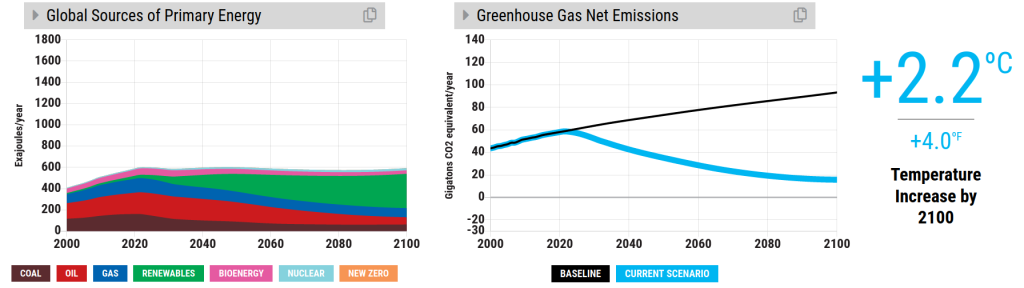 Global Sources of Primary Energy
Exajoules/year
1800
1600
1400
1200
1000
800
600
400
200
0
2000 2020 2040 2060 2080 2100
COAL OIL GAS RENEWABLES BIOENERGY NUCLEAR NEW ZERO
Greenhouse Gas Net Emissions
Gigatons CO2 equivalent/year
140
120
100
80
60
40
20
0
-20
-30
2000 2020 2040 2060 2080 2100
BASELINE CURRENT SCENARIO
+2.2ºC
+4.0ºF
Temperature
Increase by
2100